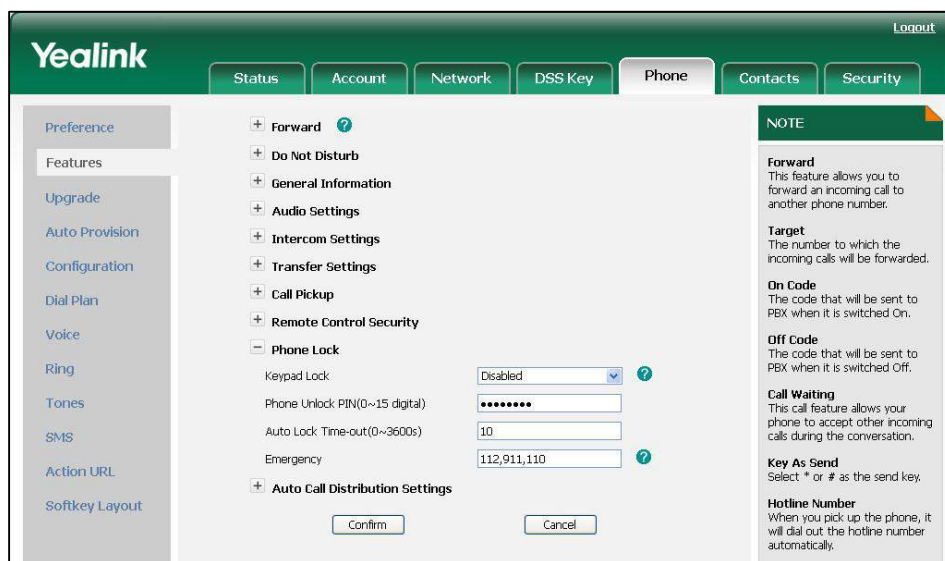 Logout
Yealink
Status Account Network DSS Key Phone Contacts Security
Preference
Features
Upgrade
Auto Provision
Configuration
Dial Plan
Voice
Ring
Tones
SMS
Action URL
Softkey Layout
+ Forward ?
+ Do Not Disturb
+ General Information
+ Audio Settings
+ Intercom Settings
+ Transfer Settings
+ Call Pickup
+ Remote Control Security
− Phone Lock
Keypad Lock Disabled ?
Phone Unlock PIN(0~15 digital) ••••••••
Auto Lock Time-out(0~3600s) 10
Emergency 112,911,110 ?
+ Auto Call Distribution Settings
Confirm Cancel
NOTE
Forward
This feature allows you to
forward an incoming call to
another phone number.
Target
The number to which the
incoming calls will be forwarded.
On Code
The code that will be sent to
PBX when it is switched On.
Off Code
The code that will be sent to
PBX when it is switched Off.
Call Waiting
This call feature allows your
phone to accept other incoming
calls during the conversation.
Key As Send
Select * or # as the send key.
Hotline Number
When you pick up the phone, it
will dial out the hotline number
automatically.